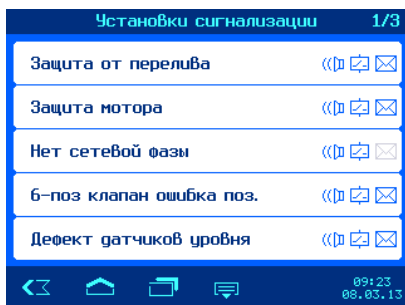 Установки сигнализации 1/3
Защита от перелива
Защита мотора
Нет сетевой фазы
6-поз клапан ошибка поз.
Дефект датчиков уровня
09:23
08.03.13